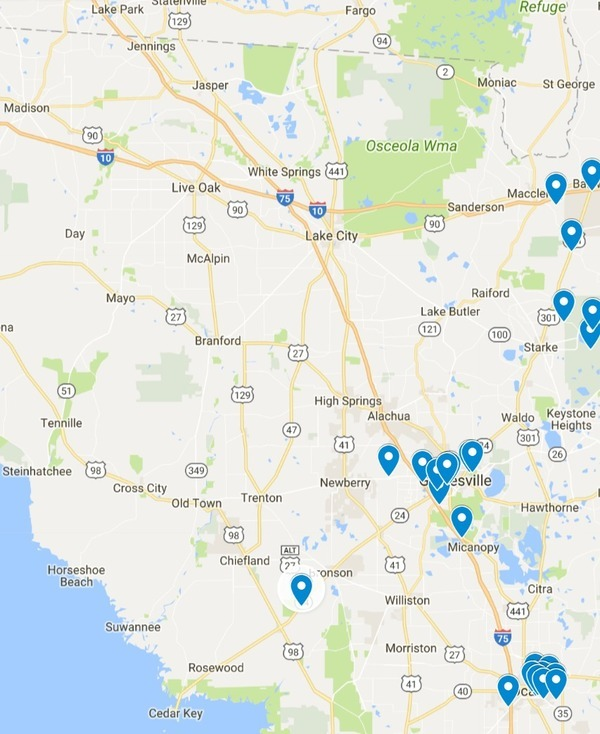 Statenville
Refuge
Lake Park
129
Fargo
Jennings
94
2
Jasper
Moniac
St George
Madison
90
10
Osceola Wma
White Springs
441
Live Oak
75
10
Sanderson
90
129
90
Lake City
Day
McAlpin
Raiford
Mayo
27
Lake Butler
301
121
100
Branford
27
Starke
51
129
High Springs
Alachua
Tennille
47
41
Waldo
Keystone
Heights
301
26
Steinhatchee
98
349
Cross City
Old Town
Trenton
Newberry
24
Hawthorne
98
ALT
27
Micanopy
Chiefland
Horseshoe
Beach
41
Citra
Williston
441
Suwannee
75
98
Morriston
27
Rosewood
41
40
Cedar Key
35